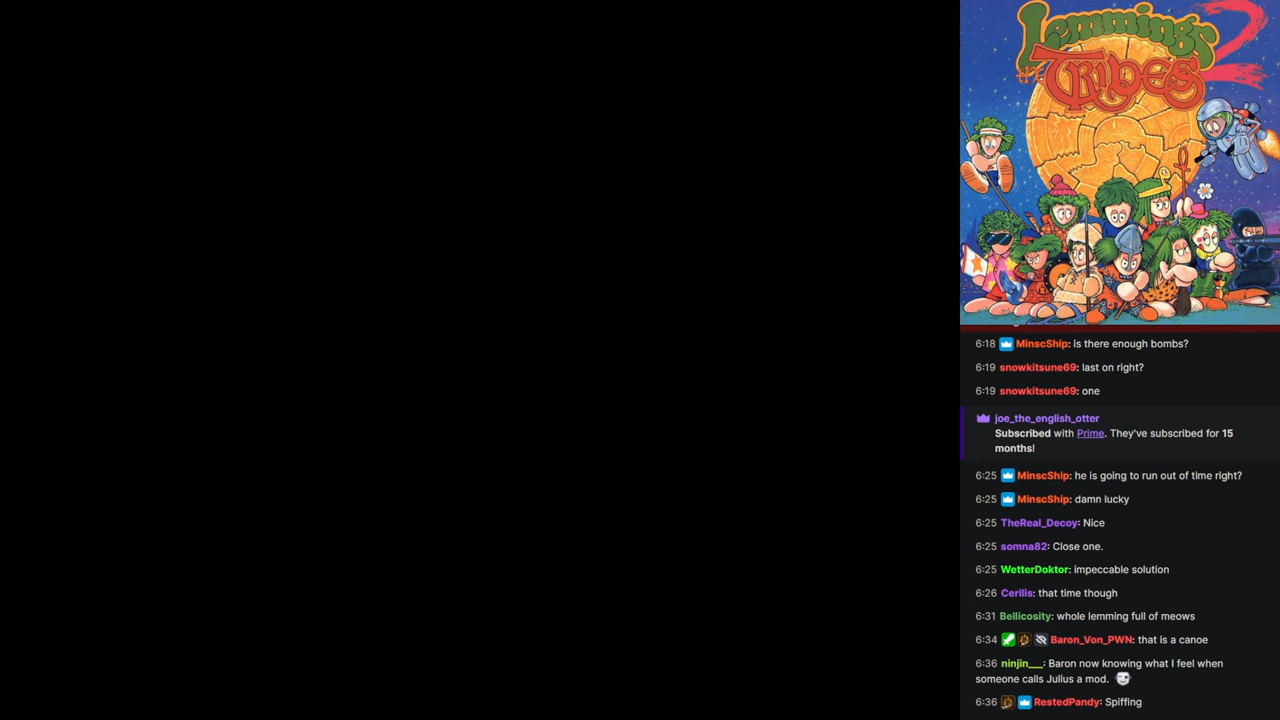 Lemmings 2
THE TRIBES
6:18 MinscShip: is there enough bombs?
6:19 snowkitsune69: last on right?
6:19 snowkitsune69: one
joe_the_english_otter
Subscribed with Prime. They've subscribed for 15
months!
6:25 MinscShip: he is going to run out of time right?
6:25 MinscShip: damn lucky
6:25 TheReal_Decoy: Nice
6:25 somna82: Close one.
6:25 WetterDoktor: impeccable solution
6:26 Cerilis: that time though
6:31 Bellicosity: whole lemming full of meows
6:34 Baron_Von_PWN: that is a canoe
6:36 ninjin__: Baron now knowing what I feel when
someone calls Julius a mod.
6:36 RestedPandy: Spiffing